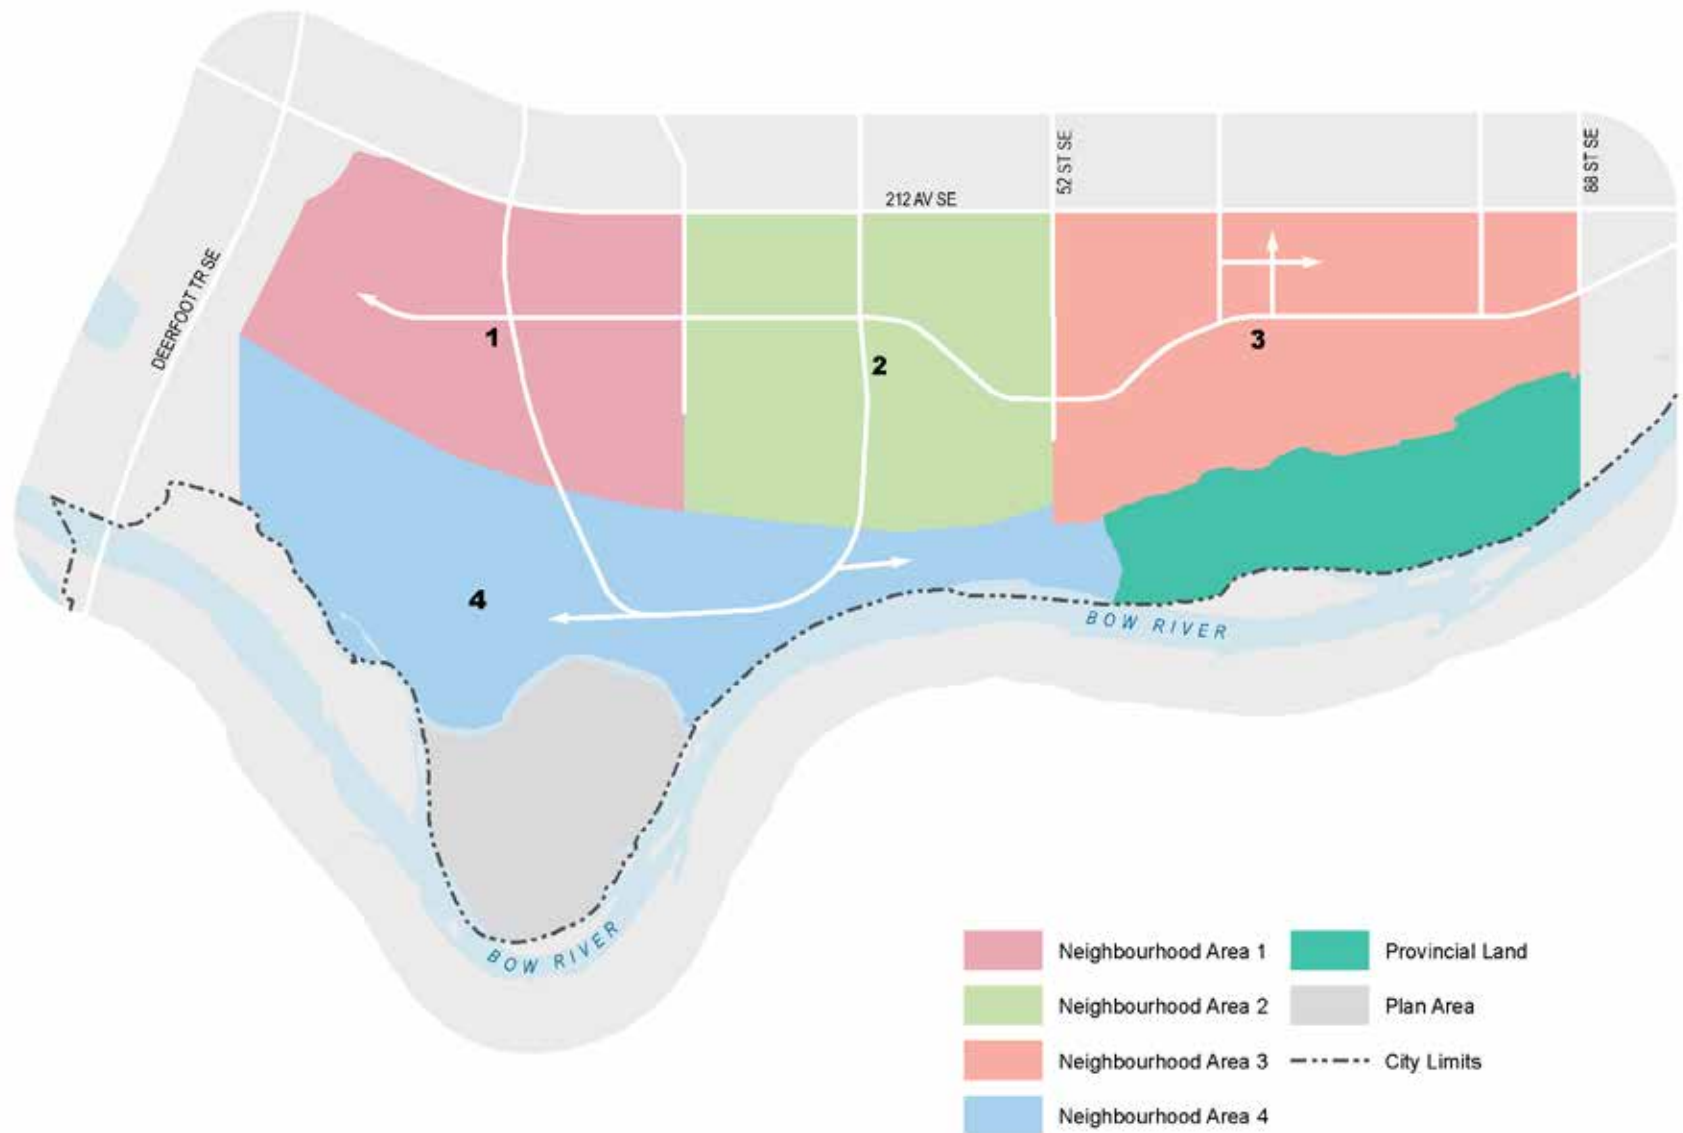 52 ST SE
88 ST SE
212 AV SE
DEERFOOT TR SE
1
2
3
4
BOW RIVER
BOW RIVER
Neighbourhood Area 1
Provincial Land
Neighbourhood Area 2
Plan Area
Neighbourhood Area 3
City Limits
Neighbourhood Area 4